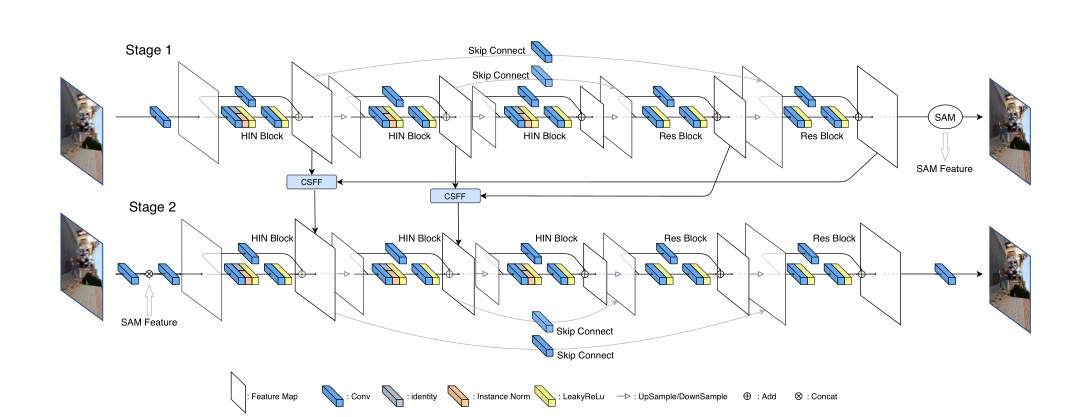 Stage 1
Skip Connect
Skip Connect
HIN Block
HIN Block
HIN Block
Res Block
Res Block
SAM
SAM Feature
CSFF
CSFF
Stage 2
HIN Block
HIN Block
HIN Block
Res Block
Res Block
SAM Feature
Skip Connect
Skip Connect
: Feature Map
: Conv
: identity
: Instance Norm
: LeakyReLu
: UpSample/DownSample
: Add
: Concat